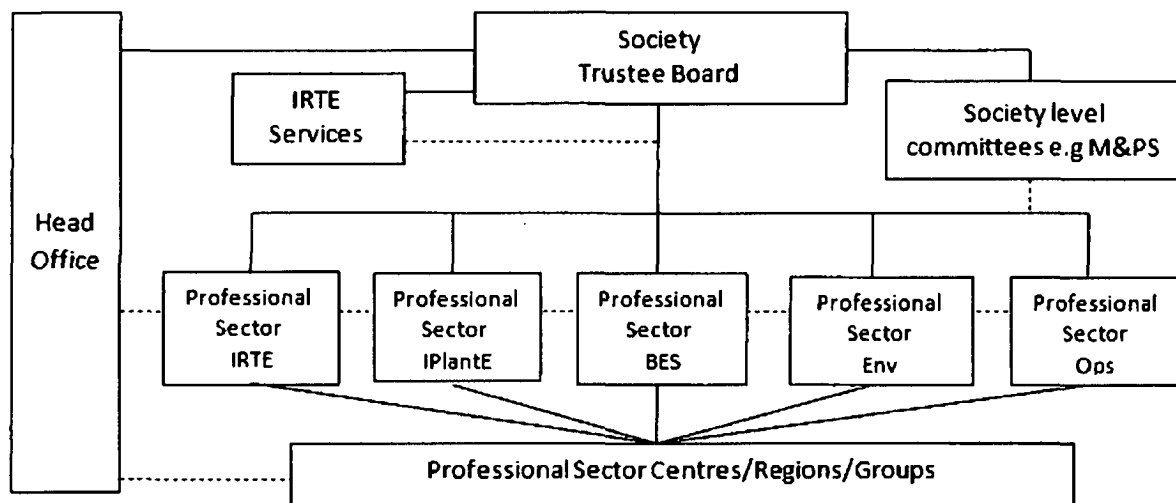 Society
Trustee Board
IRTE
Services
Society level
committees e.g M&PS
Head
Office
Professional
Sector
IRTE
Professional
Sector
IPlantE
Professional
Sector
BES
Professional
Sector
Env
Professional
Sector
Ops
Professional Sector Centres/Regions/Groups